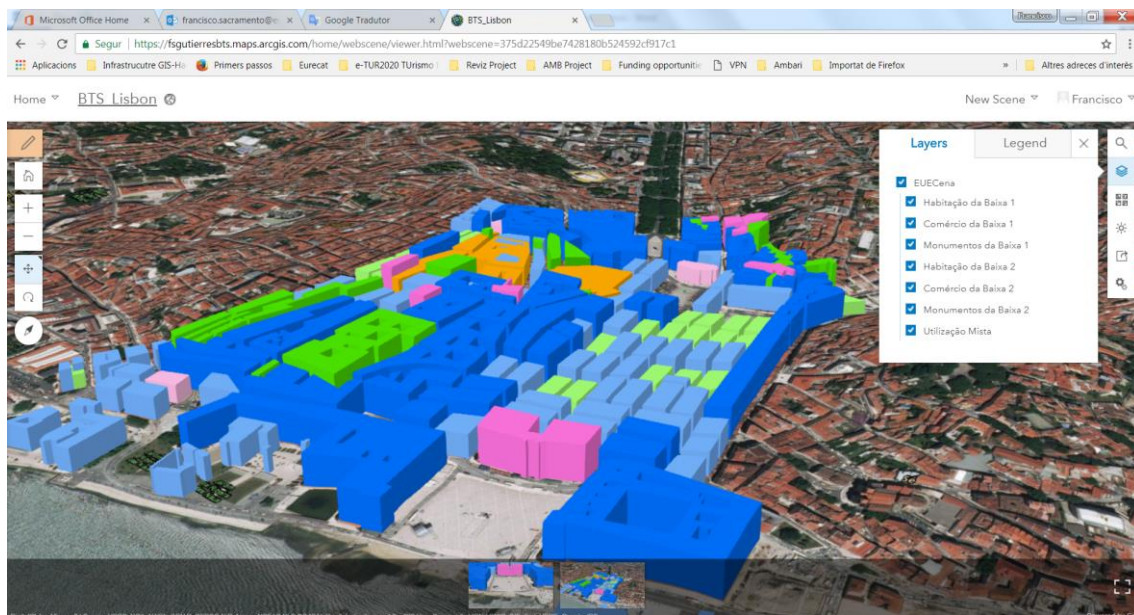 Microsoft Office Home
francisco.sacramento@e
Google Tradutor
BTS_Lisbon
Francisco
Segur
https://fsgutierresbts.maps.arcgis.com/home/webscene/viewer.html?webscene=375d22549be7428180b524592cf917c1
Aplicacions
Infrastrucutre GIS-Ha
Primers passos
Eurecat
e-TUR2020 TUrismo
Reviz Project
AMB Project
Funding opportunitie
VPN
Ambari
Importat de Firefox
»
Altres adreces d'interès
Home
BTS_Lisbon
New Scene
Francisco
Layers
Legend
EUECena
Habitação da Baixa 1
Comércio da Baixa 1
Monumentos da Baixa 1
Habitação da Baixa 2
Comércio da Baixa 2
Monumentos da Baixa 2
Utilização Mista